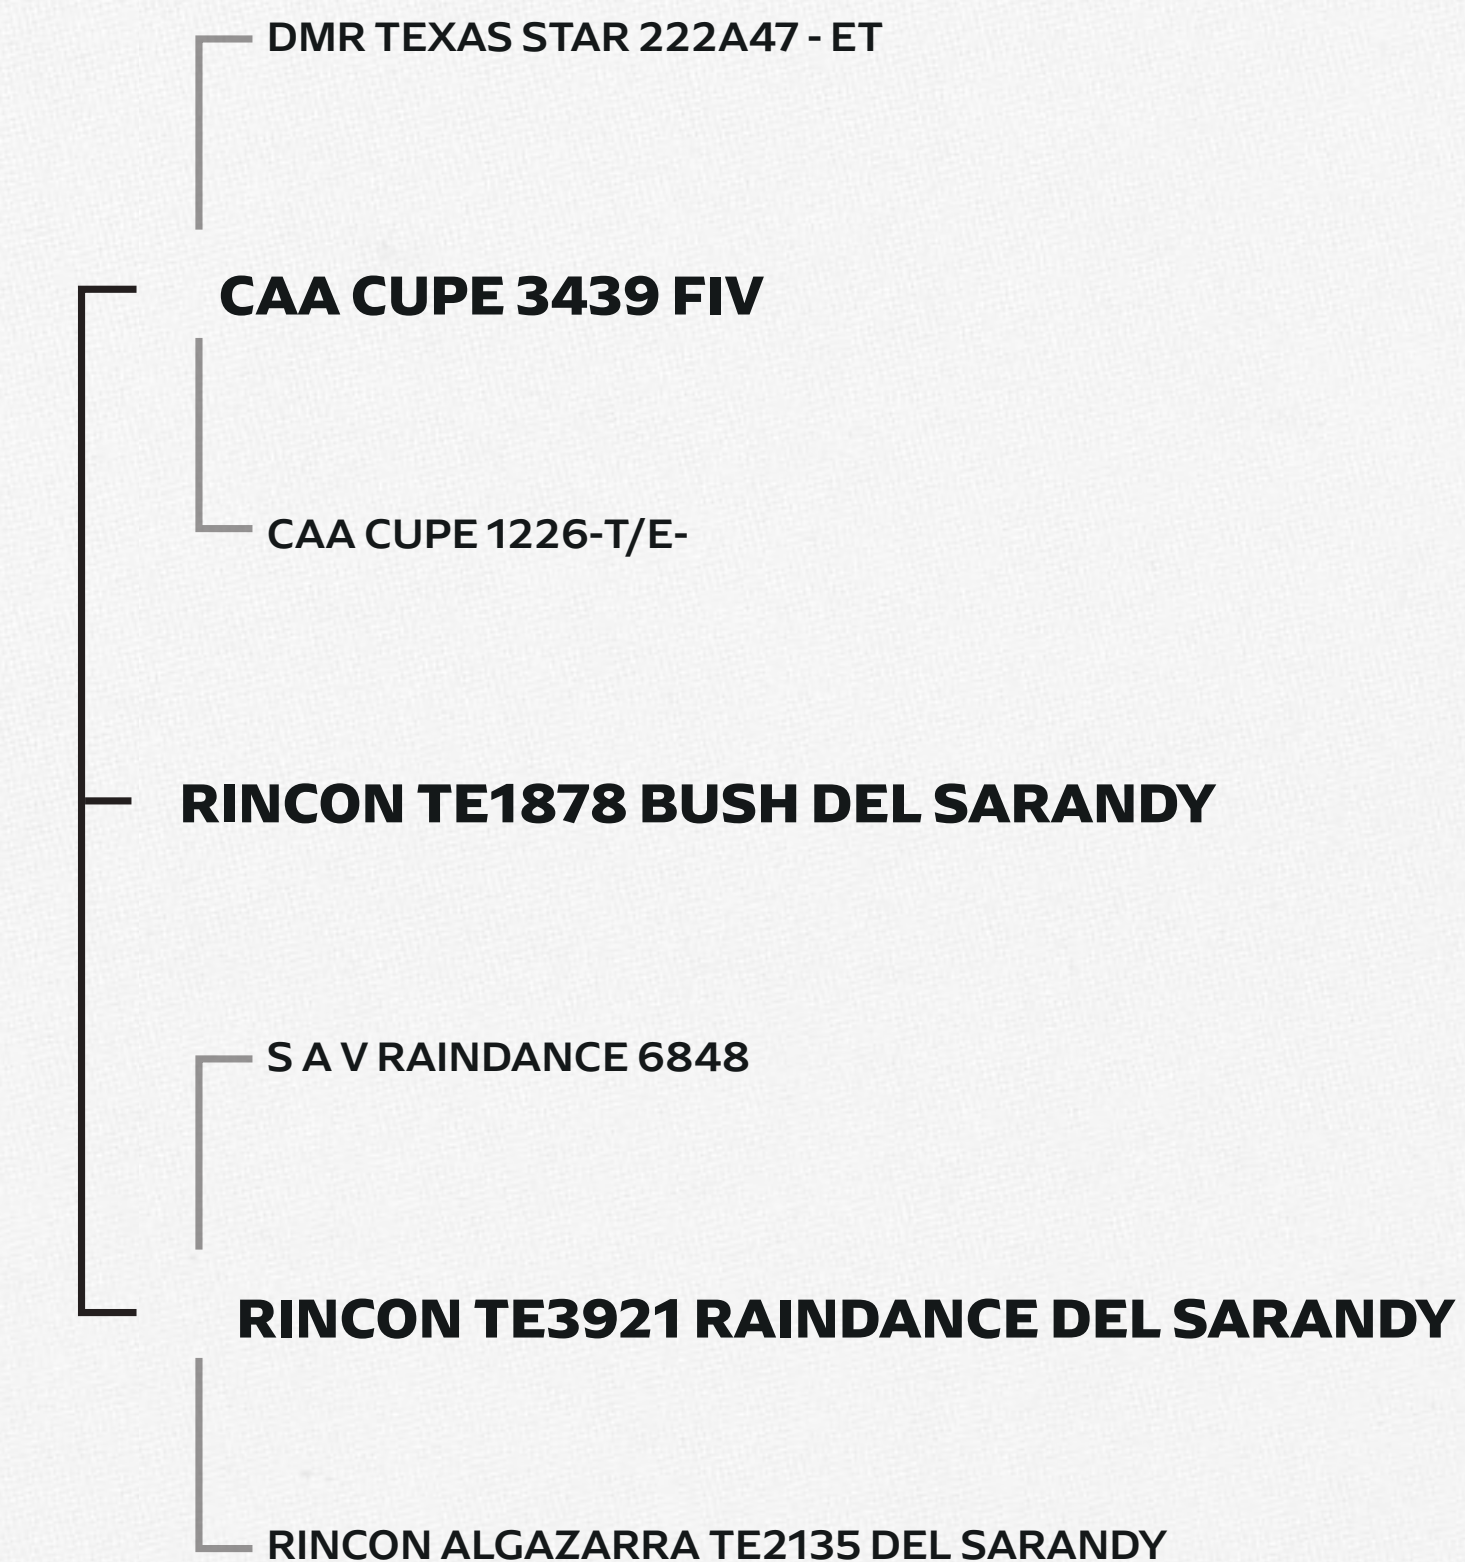 DMR TEXAS STAR 222A47 - ET
CAA CUPE 3439 FIV
CAA CUPE 1226-T/E-
RINCON TE1878 BUSH DEL SARANDY
S A V RAINDANCE 6848
RINCON TE3921 RAINDANCE DEL SARANDY
RINCON ALGAZARRA TE2135 DEL SARANDY